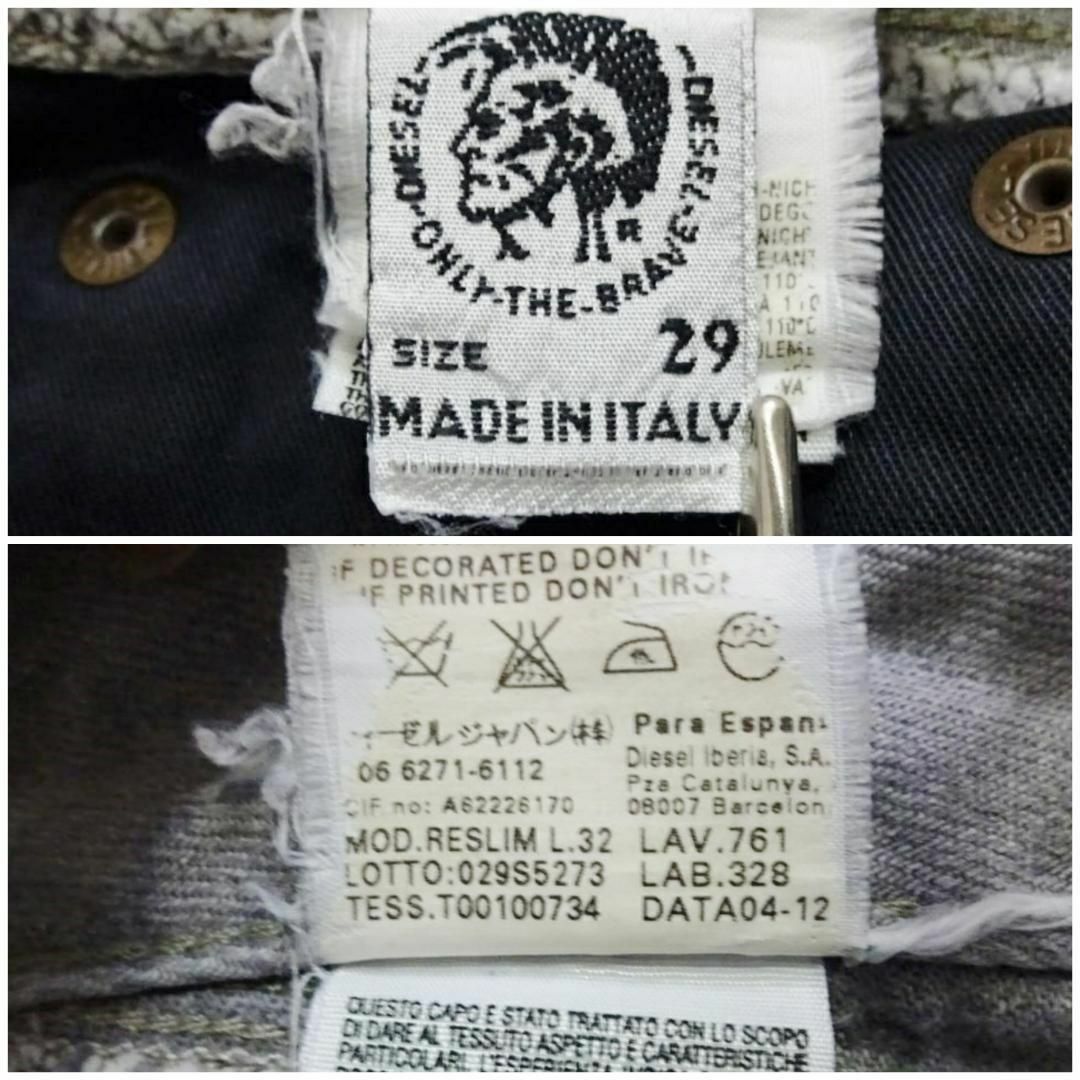 DIESEL-ONLY-THE-BRAVE-DIESEL
R
SIZE 29
MADE IN ITALY
110°C
IF DECORATED DON'T
IF PRINTED DON'T IRON
ーゼルジャパン(株) Para Espan
06 6271-6112 Diesel Iberia, S.A.
CIF. no: A62226170 Pza Catalunya,
08007 Barcelon
MOD.RESLIM L.32 LAV.761
LOTTO:029S5273 LAB.328
TESS.T00100734 DATA04-12
QUESTO CAPO E STATO TRATTATO CON LO SCOPO
DI DARE AL TESSUTO ASPETTO E CARATTERISTICHE
PARTICOLARI. L'ESPERIENZA